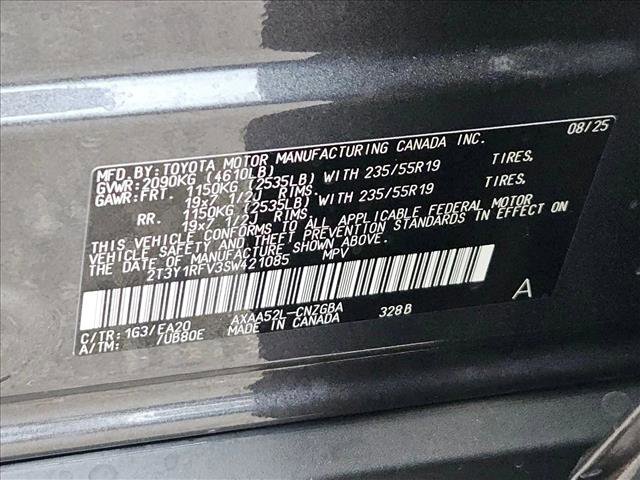 MFD. BY: TOYOTA MOTOR MANUFACTURING CANADA INC. 08/25
GVWR: 2090KG (4610LB)
GAWR: FRT. 1150KG (2535LB) WITH 235/55R19 TIRES,
19x7 1/2J RIMS.
RR. 1150KG (2535LB) WITH 235/55R19 TIRES,
19x7 1/2J RIMS.
THIS VEHICLE CONFORMS TO ALL APPLICABLE FEDERAL MOTOR
VEHICLE SAFETY AND THEFT PREVENTION STANDARDS IN EFFECT ON
THE DATE OF MANUFACTURE SHOWN ABOVE.
2T3Y1RFV3SW421085 MPV
C/TR: 1G3/EA20 AXAA52L-CNZGBA 328B A
A/TM: /U680E MADE IN CANADA